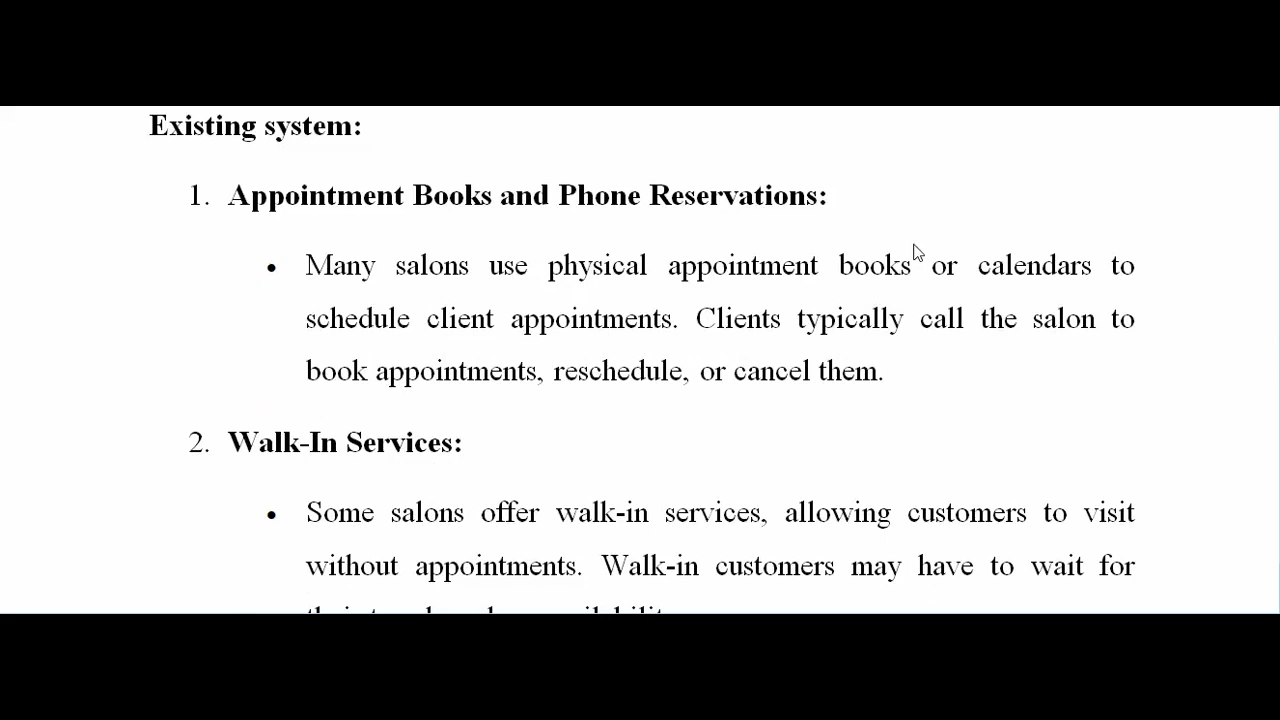 Existing system:
1. Appointment Books and Phone Reservations:
• Many salons use physical appointment books or calendars to
schedule client appointments. Clients typically call the salon to
book appointments, reschedule, or cancel them.
2. Walk-In Services:
• Some salons offer walk-in services, allowing customers to visit
without appointments. Walk-in customers may have to wait for